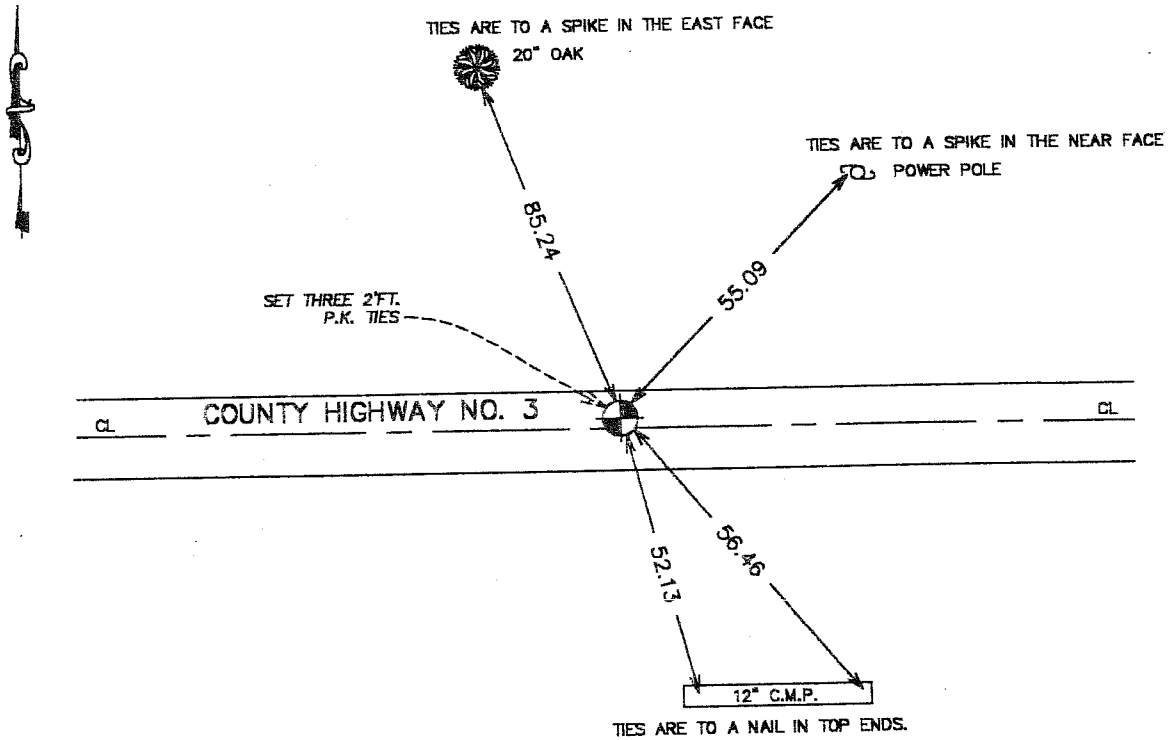 TIES ARE TO A SPIKE IN THE EAST FACE
20" OAK
TIES ARE TO A SPIKE IN THE NEAR FACE
POWER POLE
85.24
55.09
SET THREE 2'FT.
P.K. TIES
COUNTY HIGHWAY NO. 3
CL
CL
52.13
56.46
12" C.M.P.
TIES ARE TO A NAIL IN TOP ENDS.